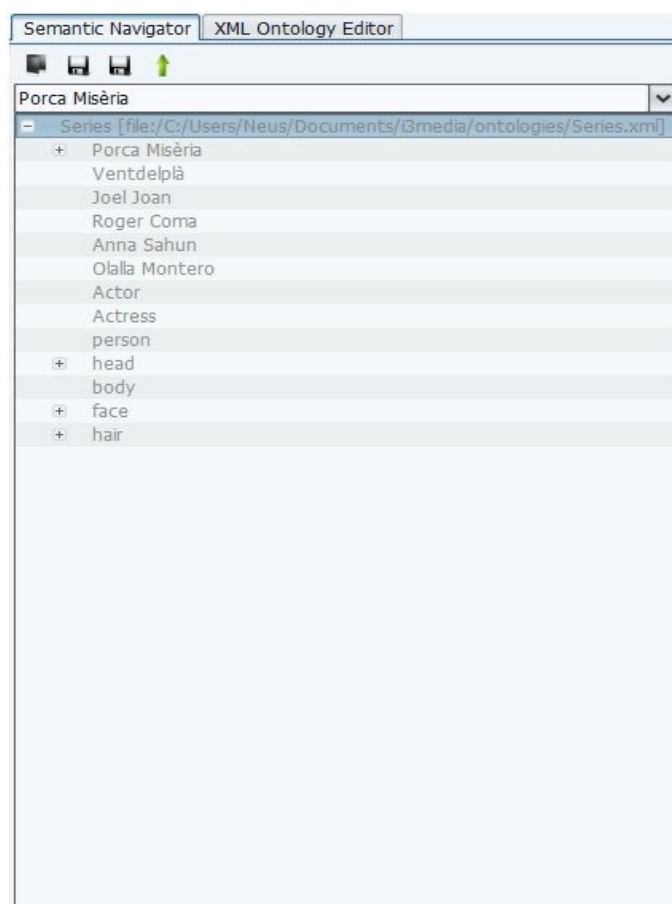 Semantic Navigator XML Ontology Editor
Porca Misèria
Series [file:/C:/Users/Neus/Documents/i3media/ontologies/Series.xml]
Porca Misèria
Ventdelplà
Joel Joan
Roger Coma
Anna Sahun
Olalla Montero
Actor
Actress
person
head
body
face
hair